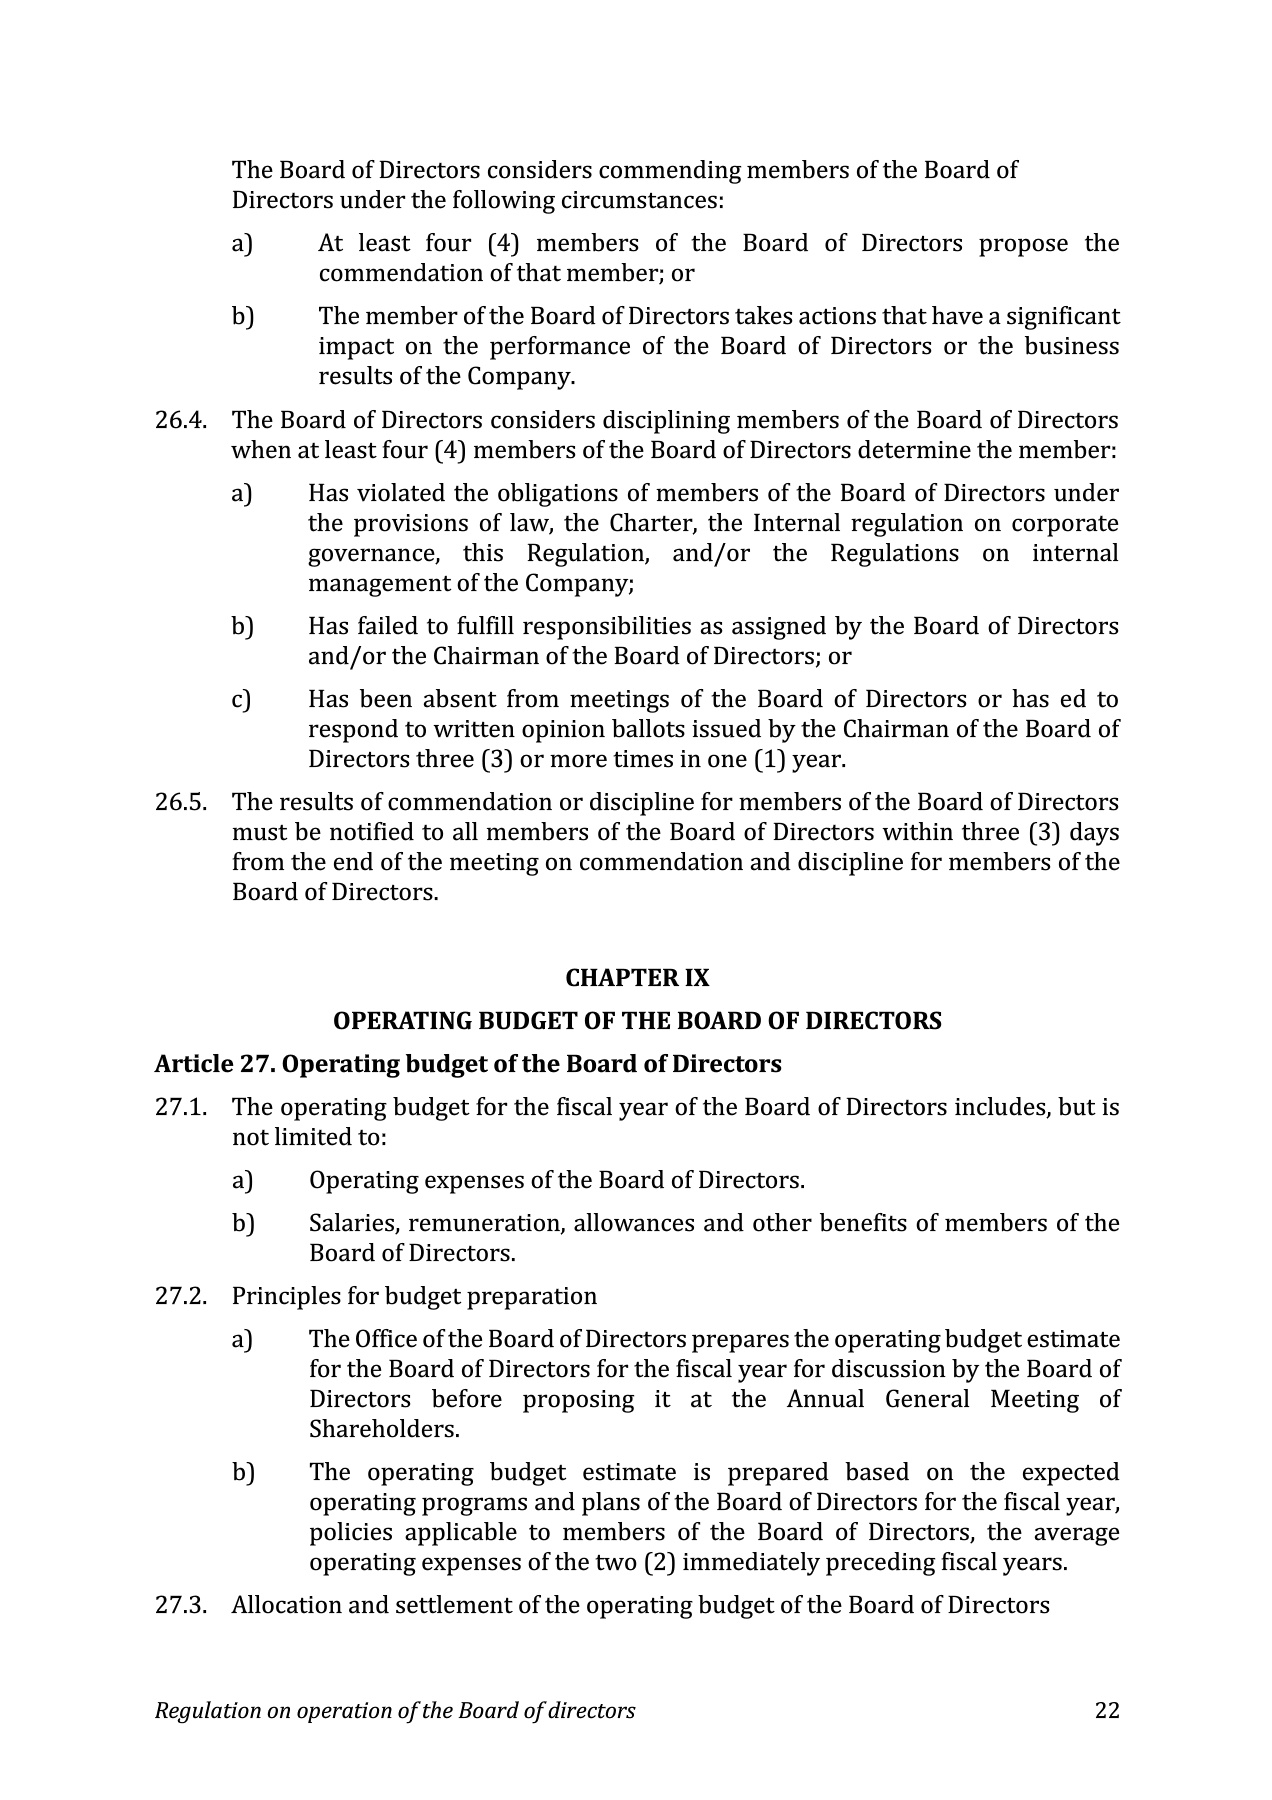 The Board of Directors considers commending members of the Board of
Directors under the following circumstances:
a) At least four (4) members of the Board of Directors propose the
commendation of that member; or
b) The member of the Board of Directors takes actions that have a significant
impact on the performance of the Board of Directors or the business
results of the Company.
26.4. The Board of Directors considers disciplining members of the Board of Directors
when at least four (4) members of the Board of Directors determine the member:
a) Has violated the obligations of members of the Board of Directors under
the provisions of law, the Charter, the Internal regulation on corporate
governance, this Regulation, and/or the Regulations on internal
management of the Company;
b) Has failed to fulfill responsibilities as assigned by the Board of Directors
and/or the Chairman of the Board of Directors; or
c) Has been absent from meetings of the Board of Directors or has ed to
respond to written opinion ballots issued by the Chairman of the Board of
Directors three (3) or more times in one (1) year.
26.5. The results of commendation or discipline for members of the Board of Directors
must be notified to all members of the Board of Directors within three (3) days
from the end of the meeting on commendation and discipline for members of the
Board of Directors.
CHAPTER IX
OPERATING BUDGET OF THE BOARD OF DIRECTORS
Article 27. Operating budget of the Board of Directors
27.1. The operating budget for the fiscal year of the Board of Directors includes, but is
not limited to:
a) Operating expenses of the Board of Directors.
b) Salaries, remuneration, allowances and other benefits of members of the
Board of Directors.
27.2. Principles for budget preparation
a) The Office of the Board of Directors prepares the operating budget estimate
for the Board of Directors for the fiscal year for discussion by the Board of
Directors before proposing it at the Annual General Meeting of
Shareholders.
b) The operating budget estimate is prepared based on the expected
operating programs and plans of the Board of Directors for the fiscal year,
policies applicable to members of the Board of Directors, the average
operating expenses of the two (2) immediately preceding fiscal years.
27.3. Allocation and settlement of the operating budget of the Board of Directors
Regulation on operation of the Board of directors 22